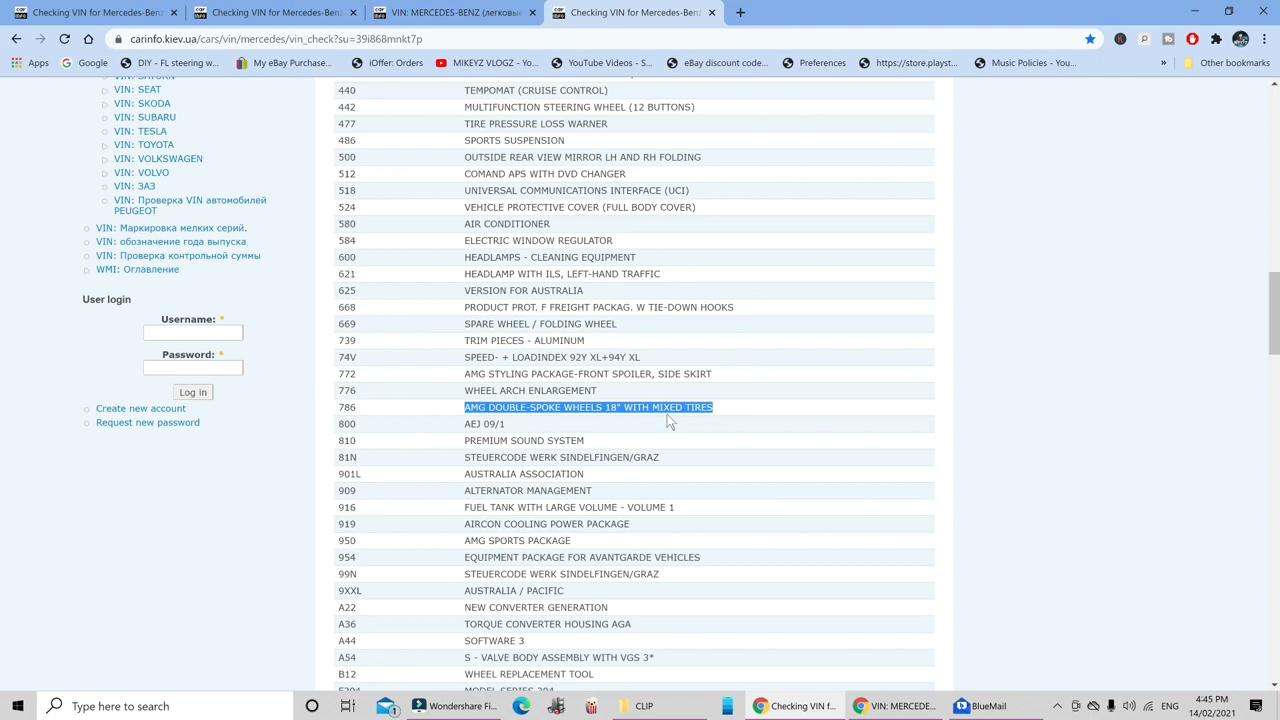 Checking VIN: Mercedes-Benz
Checking VIN for Mercedes-Benz
VIN: MERCEDES-BENZ (легковые)
Checking VIN for Mercedes-Benz
carinfo.kiev.ua/cars/vin/mercedes/vin_check?su=39i868mnkt7p
Apps
Google
DIY - FL steering w...
My eBay Purchase...
iOffer: Orders
MIKEYZ VLOGZ - Yo...
YouTube Videos - S...
eBay discount code...
Preferences
https://store.playst...
Music Policies - You...
»
Other bookmarks
VIN: SATURN
VIN: SEAT
VIN: SKODA
VIN: SUBARU
VIN: TESLA
VIN: TOYOTA
VIN: VOLKSWAGEN
VIN: VOLVO
VIN: ЗАЗ
VIN: Проверка VIN автомобилей
PEUGEOT
VIN: Маркировка мелких серий.
VIN: обозначение года выпуска
VIN: Проверка контрольной суммы
WMI: Оглавление
User login
Username: *
Password: *
Log in
Create new account
Request new password
440 TEMPOMAT (CRUISE CONTROL)
442 MULTIFUNCTION STEERING WHEEL (12 BUTTONS)
477 TIRE PRESSURE LOSS WARNER
486 SPORTS SUSPENSION
500 OUTSIDE REAR VIEW MIRROR LH AND RH FOLDING
512 COMAND APS WITH DVD CHANGER
518 UNIVERSAL COMMUNICATIONS INTERFACE (UCI)
524 VEHICLE PROTECTIVE COVER (FULL BODY COVER)
580 AIR CONDITIONER
584 ELECTRIC WINDOW REGULATOR
600 HEADLAMPS - CLEANING EQUIPMENT
621 HEADLAMP WITH ILS, LEFT-HAND TRAFFIC
625 VERSION FOR AUSTRALIA
668 PRODUCT PROT. F FREIGHT PACKAG. W TIE-DOWN HOOKS
669 SPARE WHEEL / FOLDING WHEEL
739 TRIM PIECES - ALUMINUM
74V SPEED- + LOADINDEX 92Y XL+94Y XL
772 AMG STYLING PACKAGE-FRONT SPOILER, SIDE SKIRT
776 WHEEL ARCH ENLARGEMENT
786 AMG DOUBLE-SPOKE WHEELS 18" WITH MIXED TIRES
800 AEJ 09/1
810 PREMIUM SOUND SYSTEM
81N STEUERCODE WERK SINDELFINGEN/GRAZ
901L AUSTRALIA ASSOCIATION
909 ALTERNATOR MANAGEMENT
916 FUEL TANK WITH LARGE VOLUME - VOLUME 1
919 AIRCON COOLING POWER PACKAGE
950 AMG SPORTS PACKAGE
954 EQUIPMENT PACKAGE FOR AVANTGARDE VEHICLES
99N STEUERCODE WERK SINDELFINGEN/GRAZ
9XXL AUSTRALIA / PACIFIC
A22 NEW CONVERTER GENERATION
A36 TORQUE CONVERTER HOUSING AGA
A44 SOFTWARE 3
A54 S - VALVE BODY ASSEMBLY WITH VGS 3*
B12 WHEEL REPLACEMENT TOOL
Type here to search
Wondershare Fi...
CLIP
Checking VIN f...
VIN: MERCEDE...
BlueMail
ENG
4:45 PM
14/02/2021